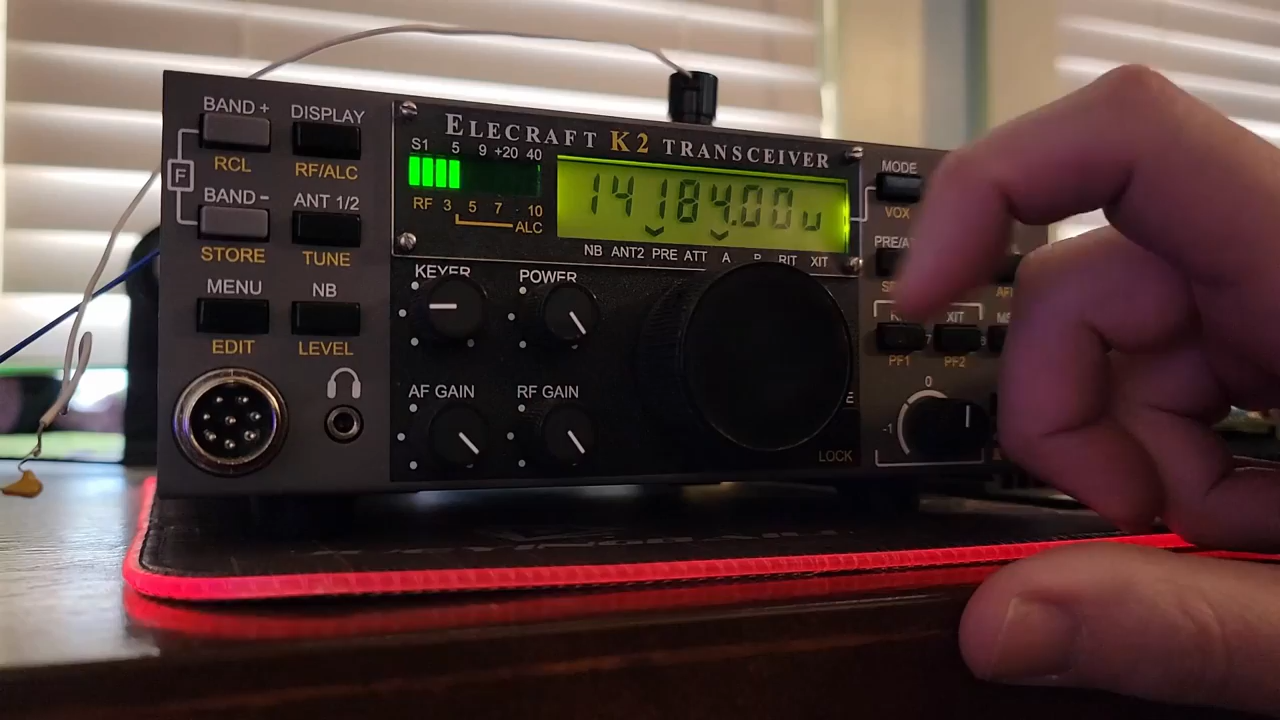 ELECRAFT K2 TRANSCEIVER
BAND +
DISPLAY
RCL
RF/ALC
F
BAND -
ANT 1/2
STORE
TUNE
MENU
NB
EDIT
LEVEL
S1 5 9 +20 40
RF 3 5 7 10
ALC
14184.00u
NB ANT2 PRE ATT A RIT XIT
KEYER
POWER
AF GAIN
RF GAIN
LOCK
MODE
VOX
PRE/A
XIT
PF1
PF2
0
-1